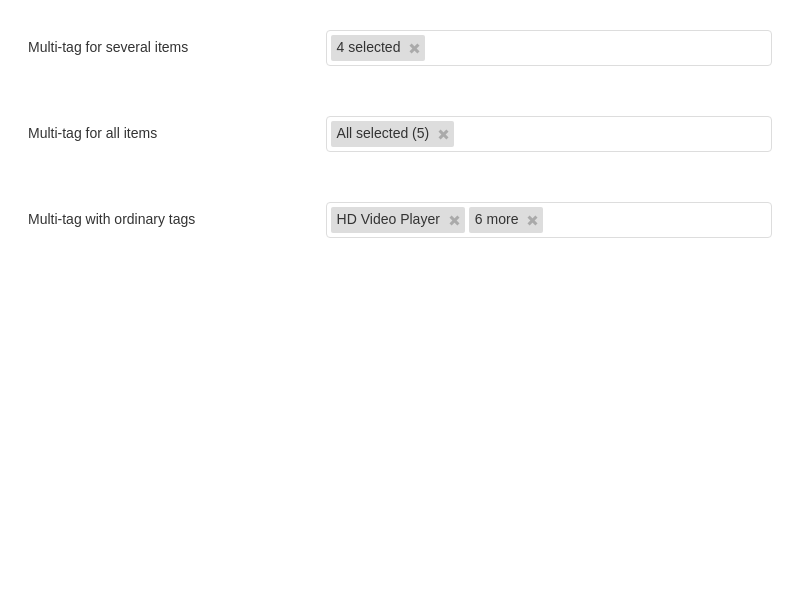 Multi-tag for several items 4 selected
Multi-tag for all items All selected (5)
Multi-tag with ordinary tags HD Video Player 6 more